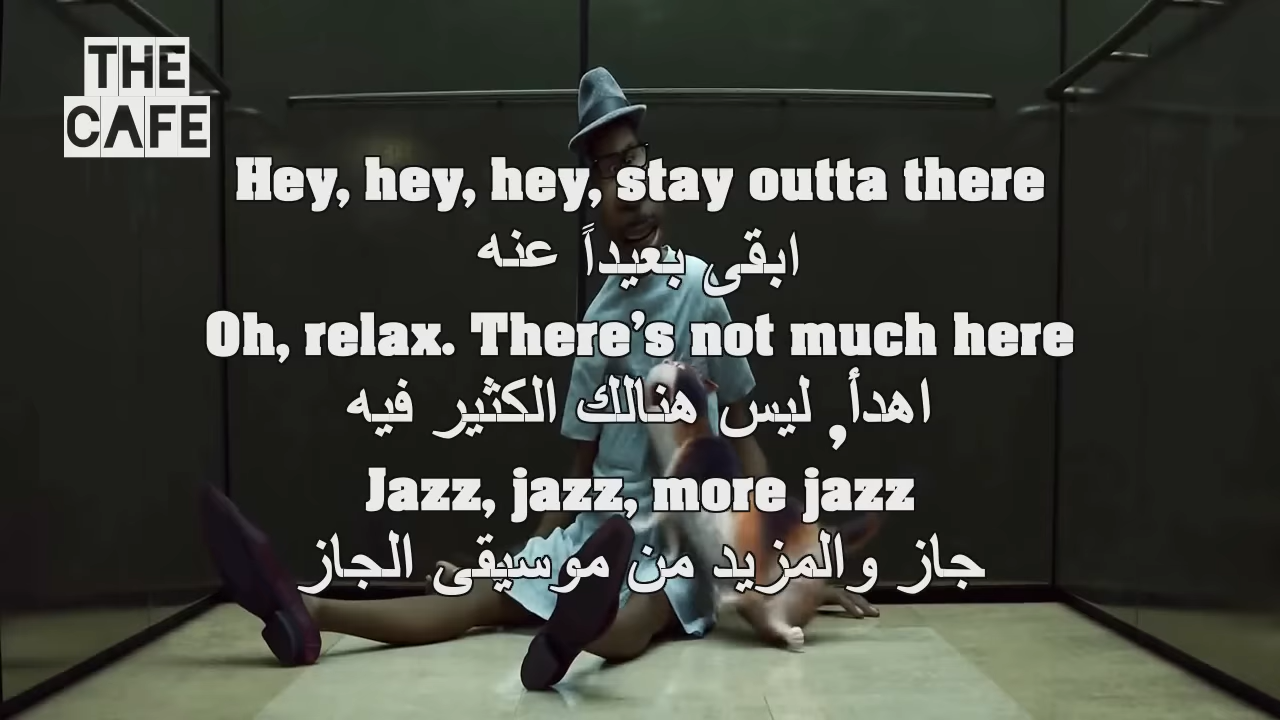 THE
CAFE
Hey, hey, hey, stay outta there
ابقى بعيداً عنه
Oh, relax. There's not much here
اهدأ, ليس هنالك الكثير فيه
Jazz, jazz, more jazz
جاز والمزيد من موسيقى الجاز